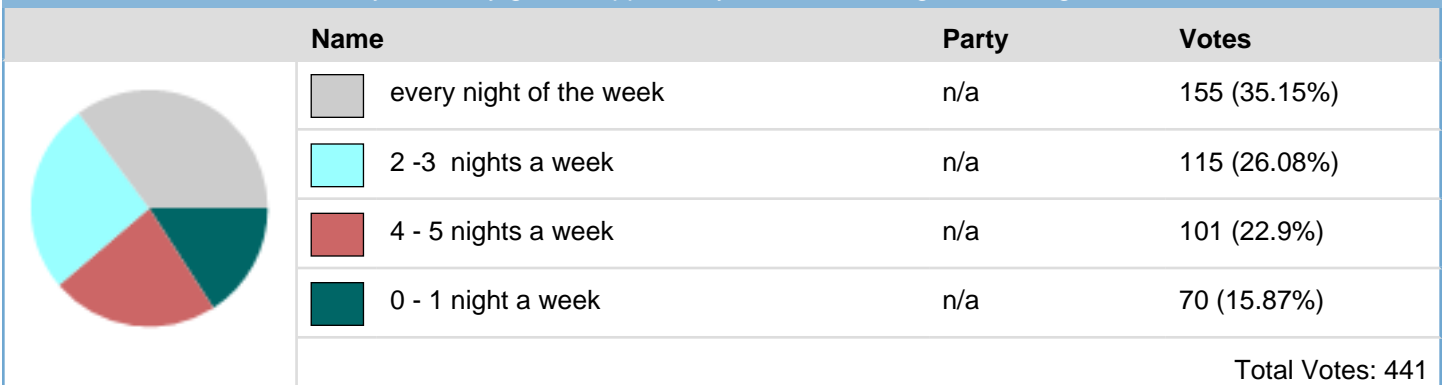 Name Party Votes
every night of the week n/a 155 (35.15%)
2 -3 nights a week n/a 115 (26.08%)
4 - 5 nights a week n/a 101 (22.9%)
0 - 1 night a week n/a 70 (15.87%)
Total Votes: 441